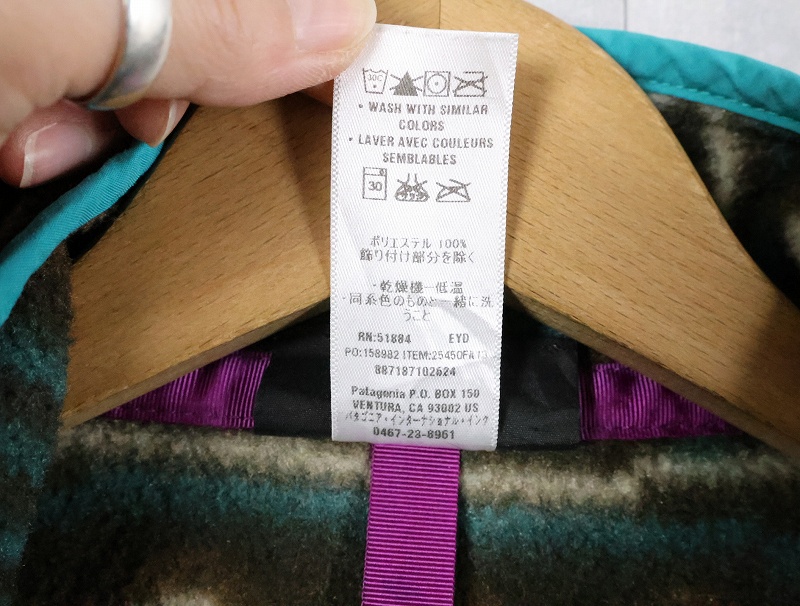 30C
• WASH WITH SIMILAR
COLORS
• LAVER AVEC COULEURS
SEMBLABLES
30
ポリエステル 100%
飾り付け部分を除く
・乾燥機ー低温
・同系色のものと一緒に洗
うこと
RN:51884 EYD
PO:158982 ITEM:25450FA13
887187102624
Patagonia P.O. BOX 150
VENTURA, CA 93002 US
パタゴニア・インターナショナル・インク
0467-23-8961